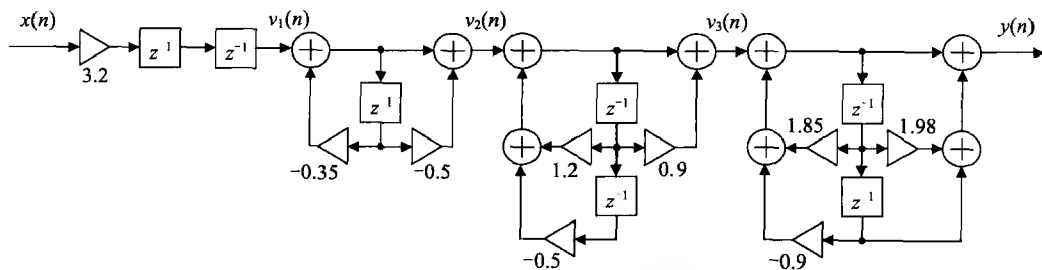 x(n)
v₁(n)
v₂(n)
v₃(n)
y(n)
3.2
z⁻¹
z⁻¹
z⁻¹
z⁻¹
z⁻¹
−0.35
−0.5
1.2
0.9
1.85
1.98
z⁻¹
z⁻¹
−0.5
−0.9